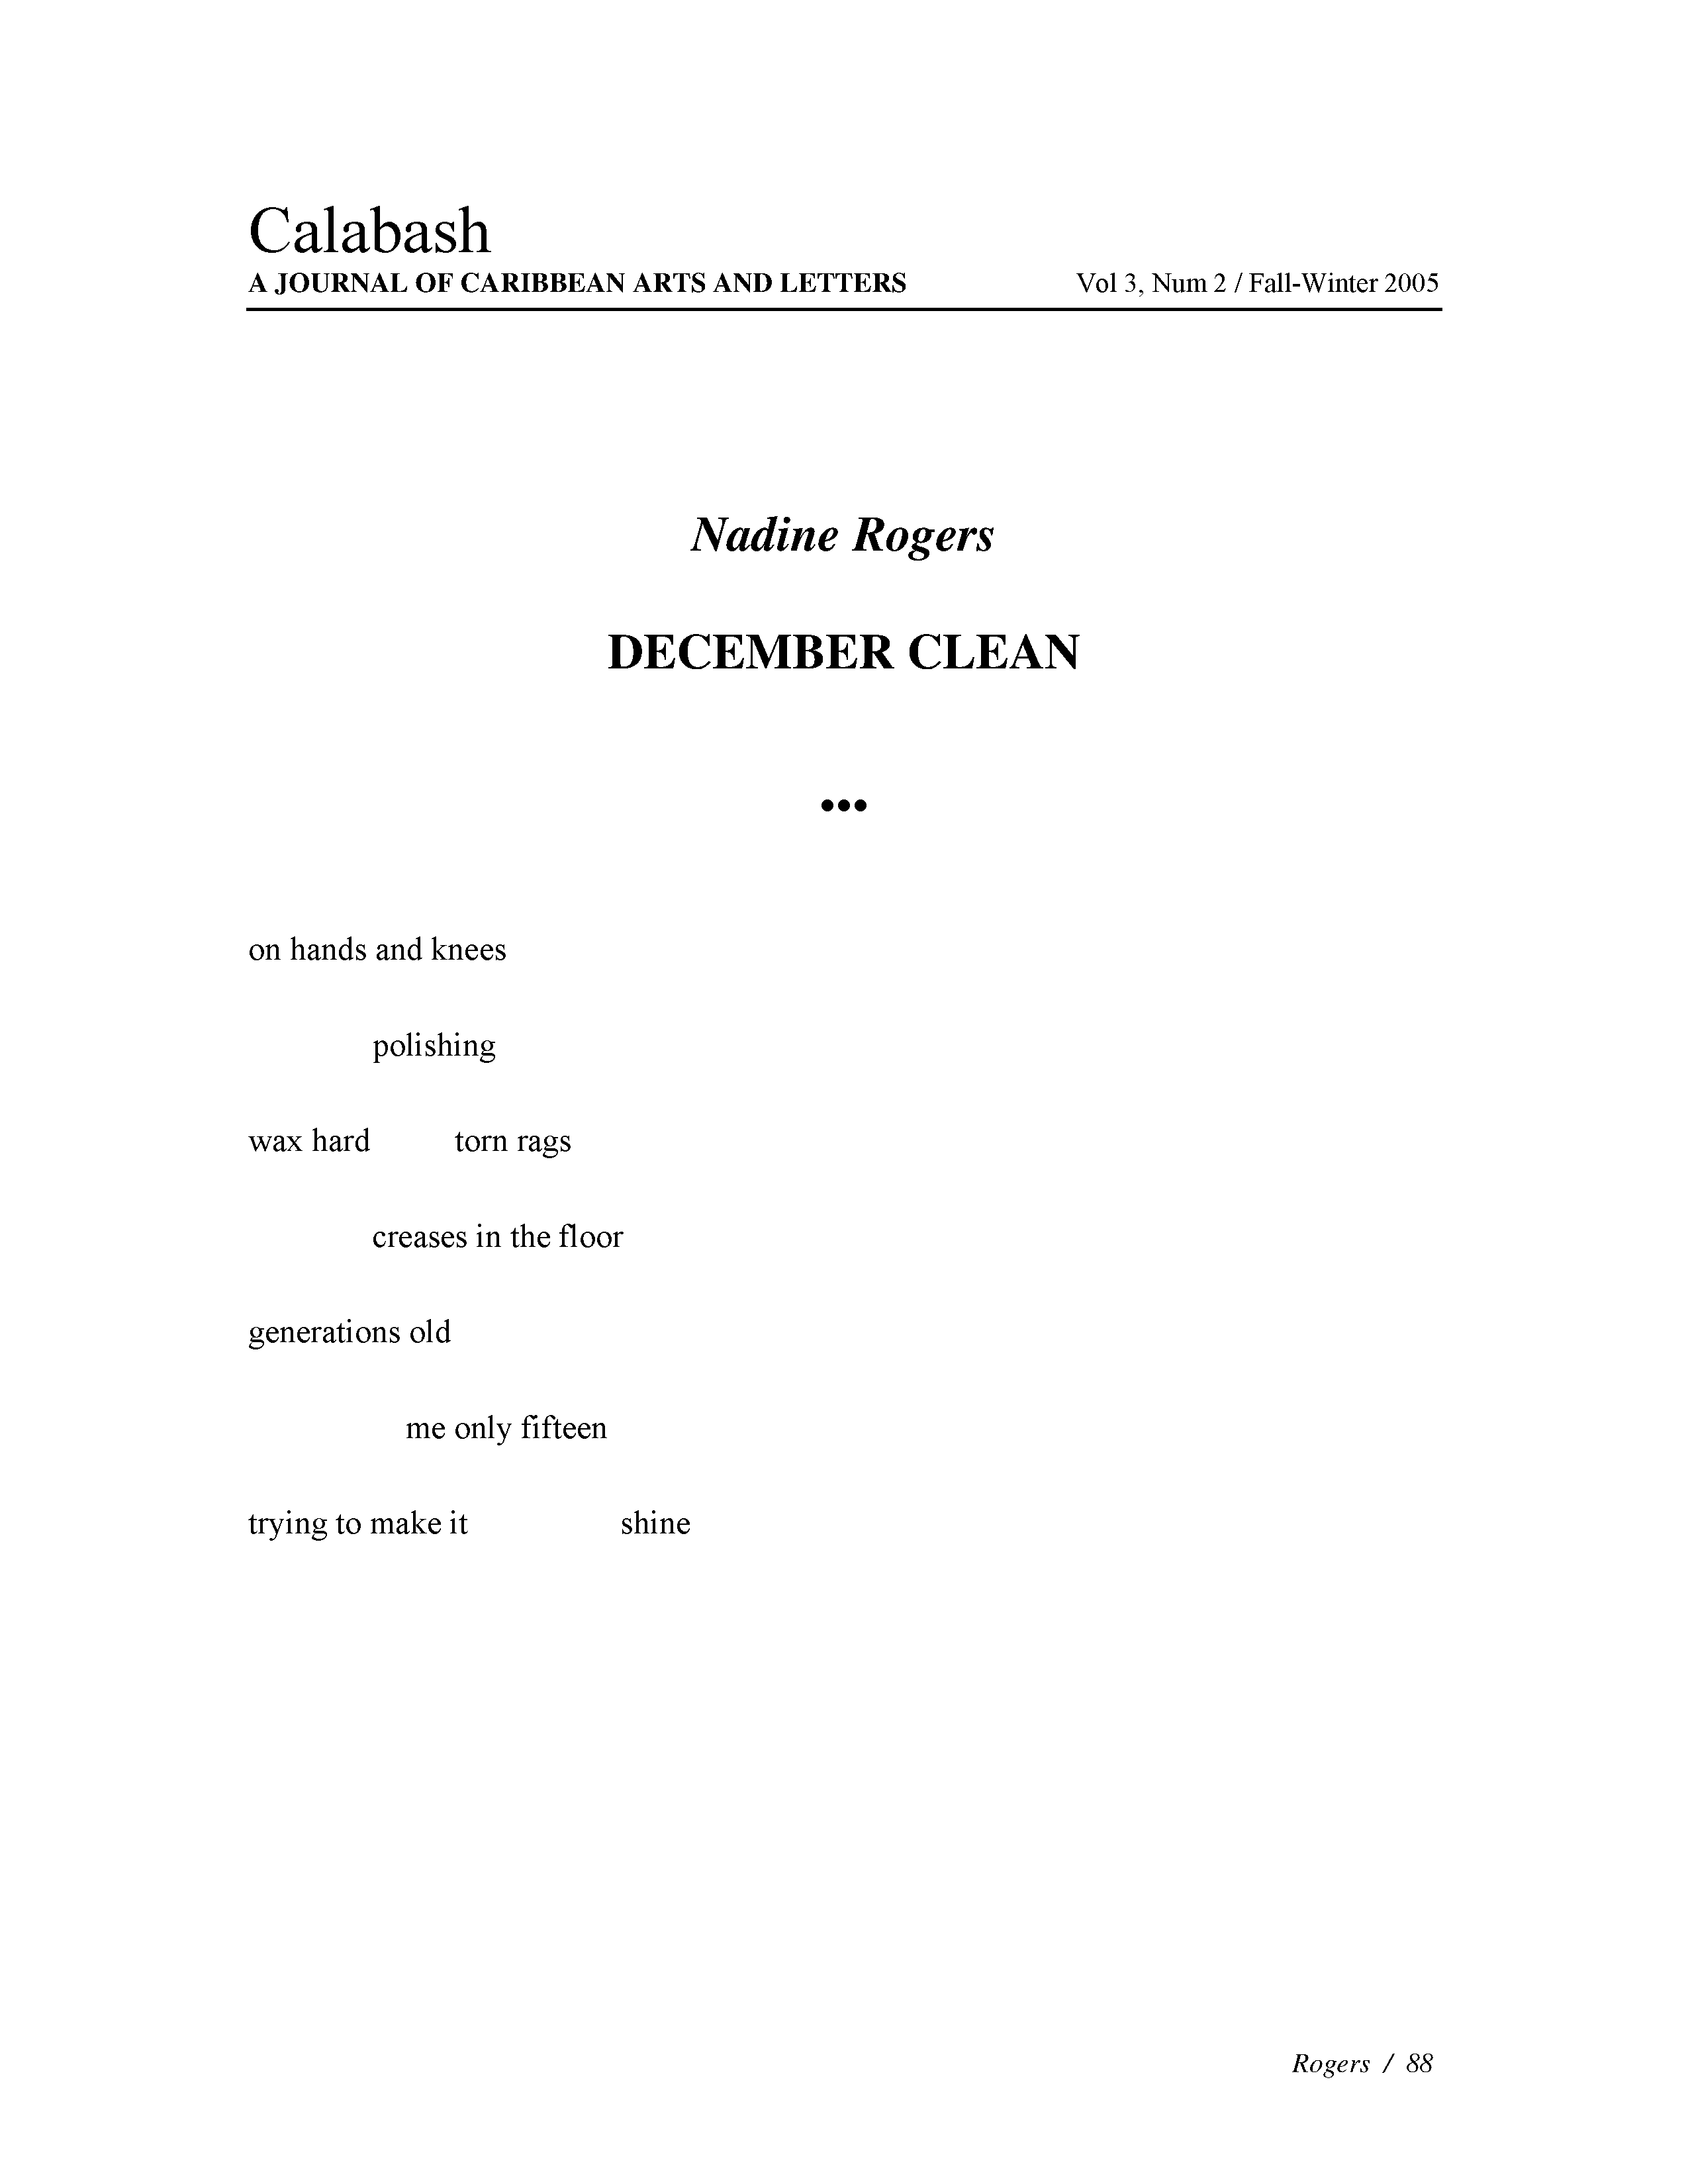 Calabash
A JOURNAL OF CARIBBEAN ARTS AND LETTERS Vol 3, Num 2 / Fall-Winter 2005
Nadine Rogers
DECEMBER CLEAN
•••
on hands and knees
polishing
wax hard torn rags
creases in the floor
generations old
me only fifteen
trying to make it shine
Rogers / 88